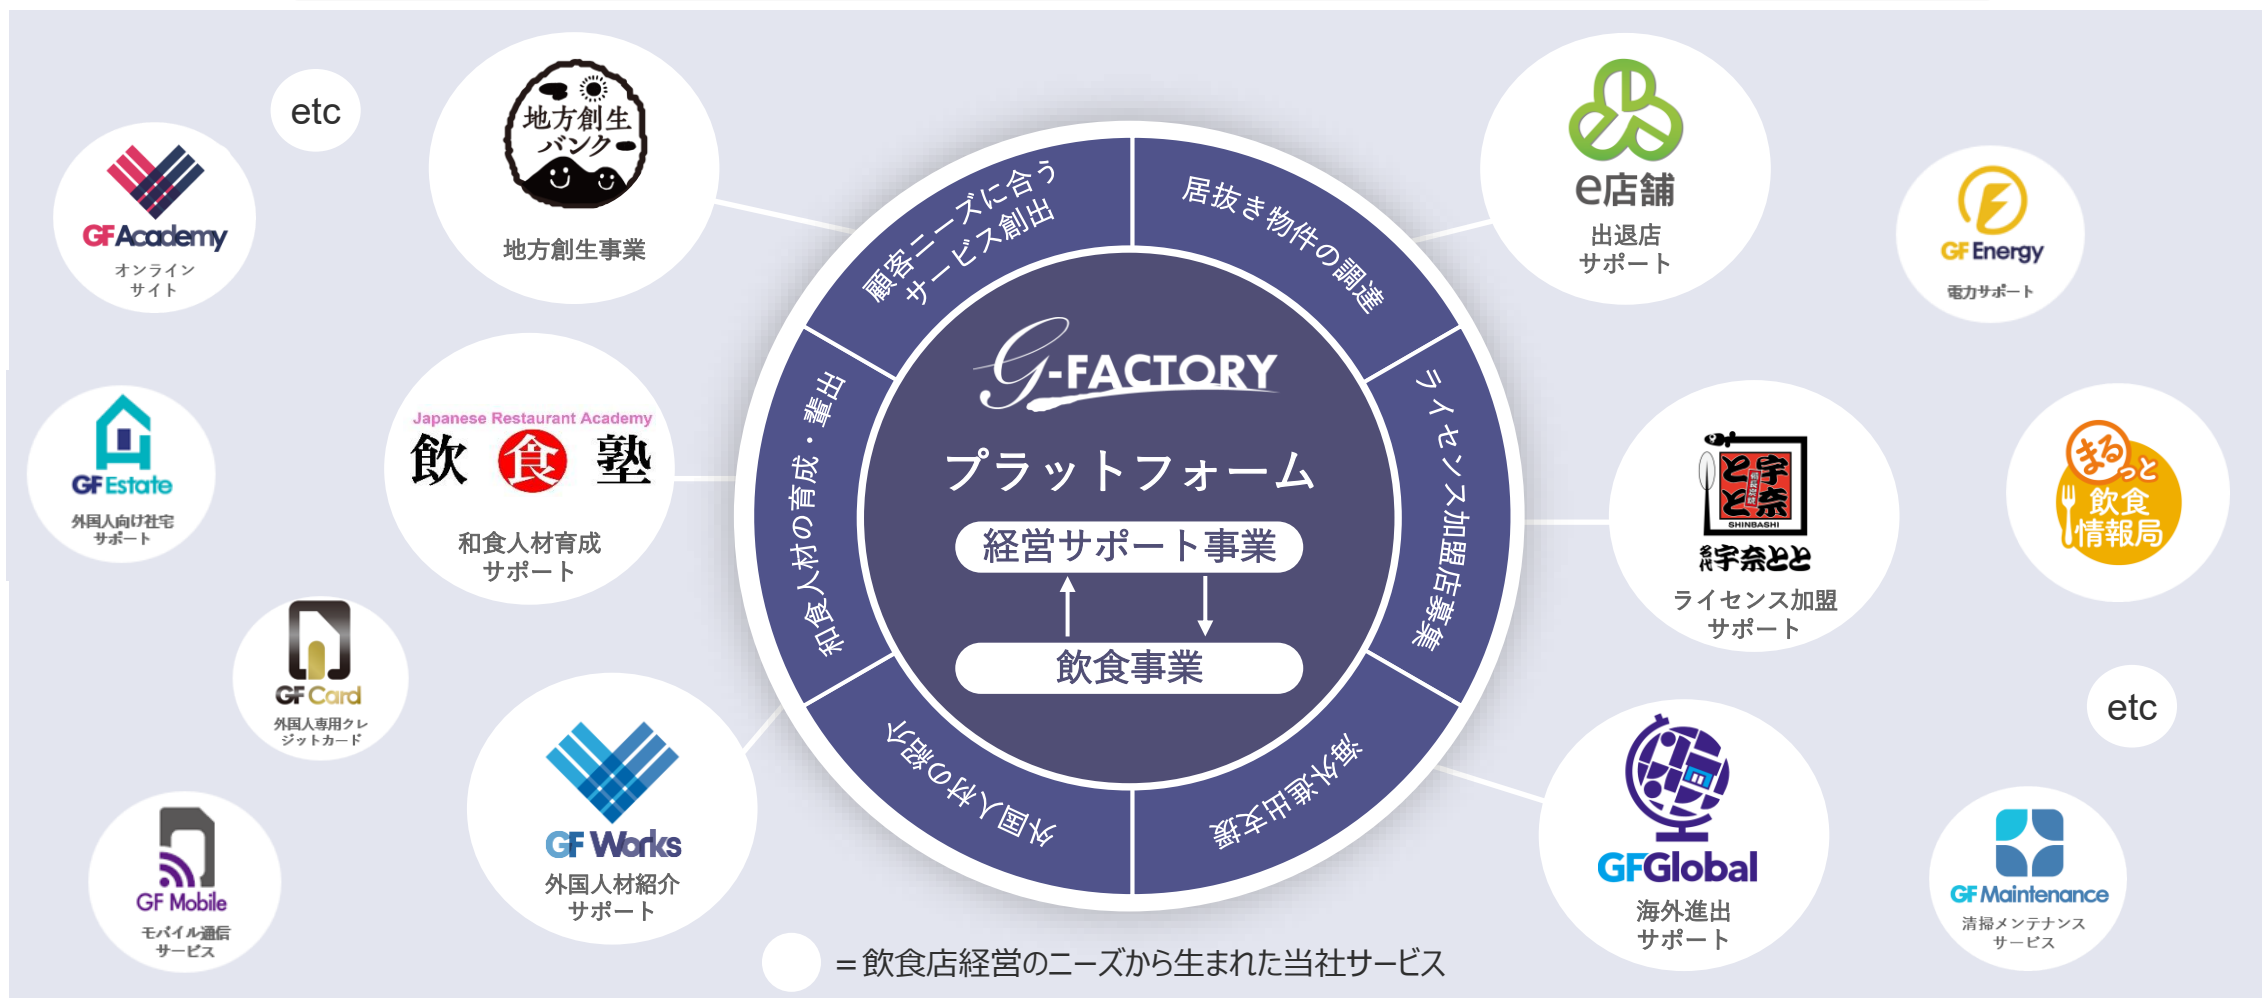 etc
地方創生
バンク
地方創生事業
GF Academy
オンライン
サイト
Japanese Restaurant Academy
飲 食 塾
和食人材育成
サポート
GF Estate
外国人向け社宅
サポート
GF Card
外国人専用クレ
ジットカード
GF Works
外国人材紹介
サポート
GF Mobile
モバイル通信
サービス
顧客ニーズに合う
サービス創出
居抜き物件の調達
ライセンス加盟店募集
海外進出支援
外国人材の紹介
和食人材の育成・輩出
G-FACTORY
プラットフォーム
経営サポート事業
飲食事業
e店舗
出退店
サポート
GF Energy
電力サポート
宇奈
とと
SHINBASHI
名代 宇奈とと
ライセンス加盟
サポート
まるっと
飲食
情報局
etc
GF Global
海外進出
サポート
GF Maintenance
清掃メンテナンス
サービス
＝飲食店経営のニーズから生まれた当社サービス